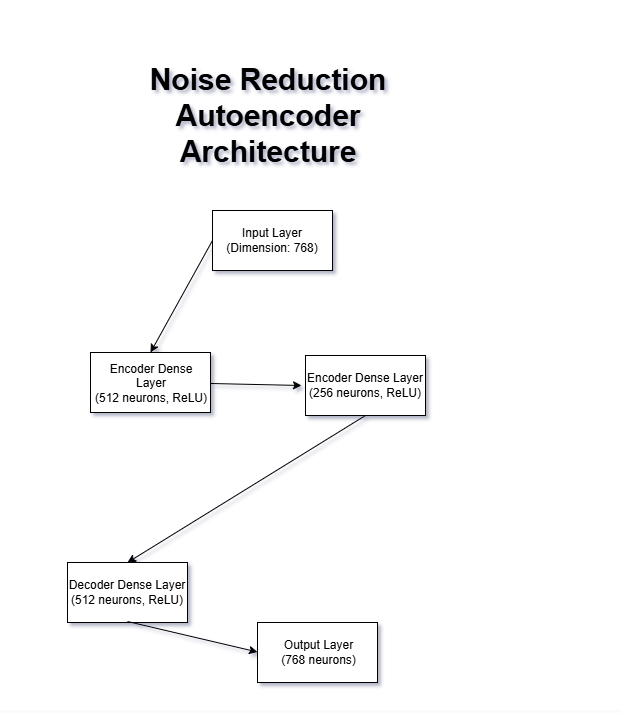 Noise Reduction
Autoencoder
Architecture
Input Layer
(Dimension: 768)
Encoder Dense
Layer
(512 neurons, ReLU)
Encoder Dense Layer
(256 neurons, ReLU)
Decoder Dense Layer
(512 neurons, ReLU)
Output Layer
(768 neurons)